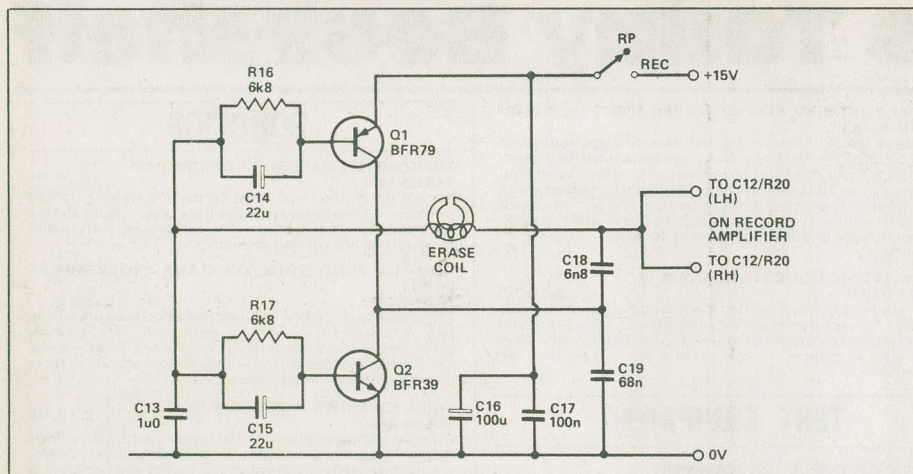 RP
REC
+15V
R16
6k8
Q1
BFR79
C14
22u
TO C12/R20
(LH)
ON RECORD
AMPLIFIER
TO C12/R20
(RH)
ERASE
COIL
C18
6n8
R17
6k8
Q2
BFR39
C19
68n
C13
1u0
C15
22u
C16
100u
C17
100n
0V